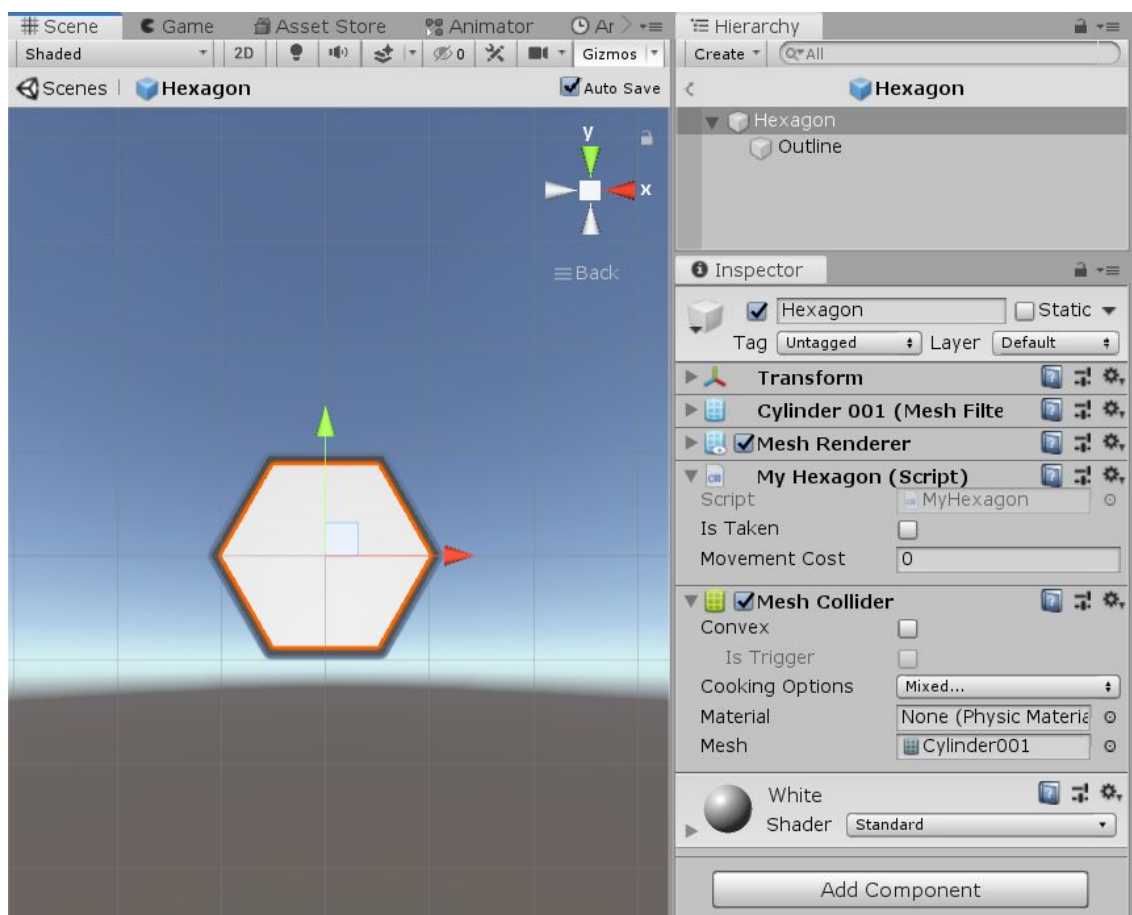 Scene Game Asset Store Animator Ar
Shaded 2D 0 Gizmos
Scenes Hexagon Auto Save
y
x
Back
Hierarchy
Create All
Hexagon
Hexagon
Outline
Inspector
Hexagon Static
Tag Untagged Layer Default
Transform
Cylinder 001 (Mesh Filte
Mesh Renderer
My Hexagon (Script)
Script MyHexagon
Is Taken
Movement Cost 0
Mesh Collider
Convex
Is Trigger
Cooking Options Mixed...
Material None (Physic Materia
Mesh Cylinder001
White
Shader Standard
Add Component